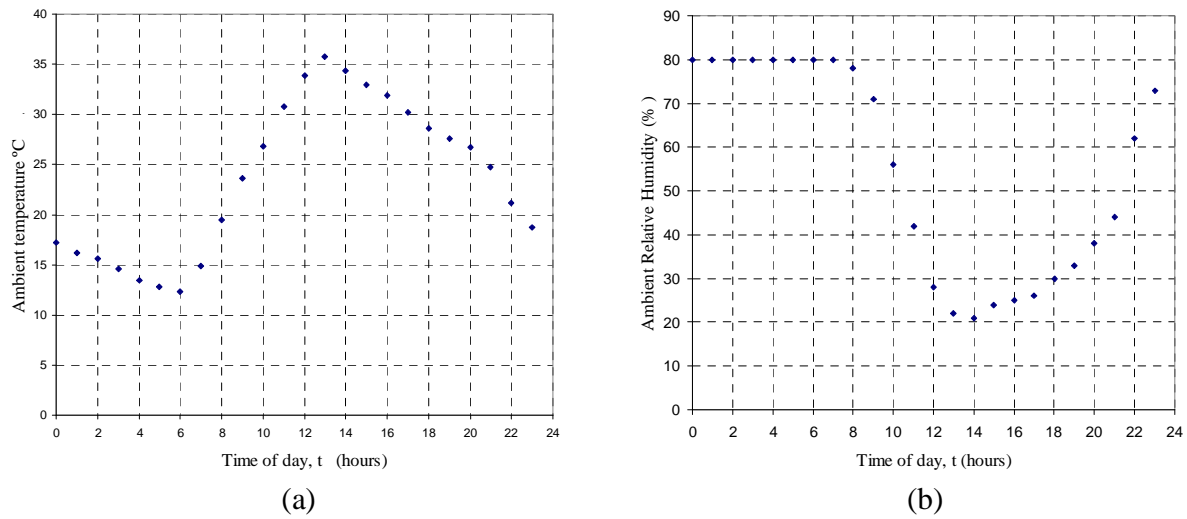 40
35
30
25
20
15
10
5
0
Ambient temperature ºC
0 2 4 6 8 10 12 14 16 18 20 22 24
Time of day, t (hours)
(a)
90
80
70
60
50
40
30
20
10
0
Ambient Relative Humidity (% )
0 2 4 6 8 10 12 14 16 18 20 22 24
Time of day, t (hours)
(b)